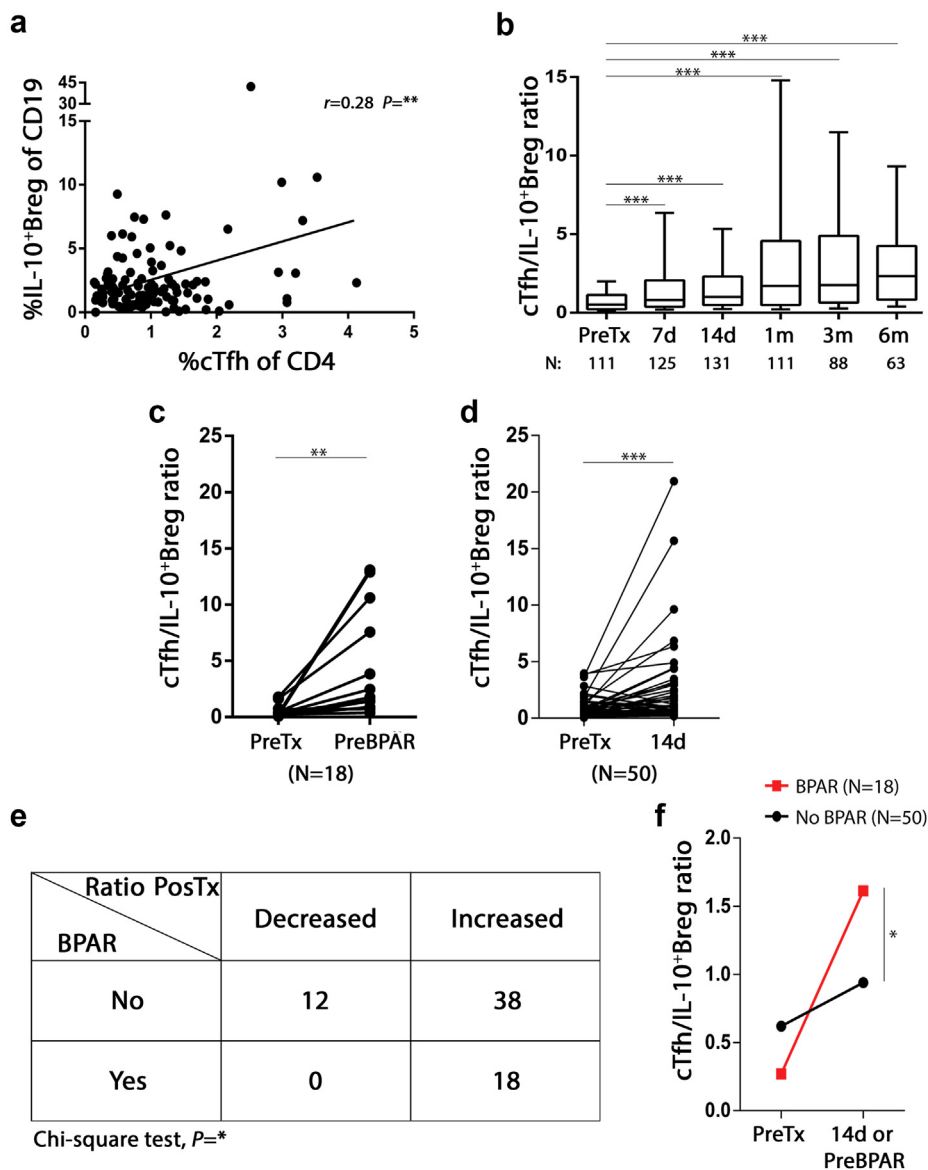 a
%IL-10⁺Breg of CD19
45
30
15
10
5
0
r=0.28 P=**
0 1 2 3 4 5
%cTfh of CD4
b
cTfh/IL-10⁺Breg ratio
15
10
5
0
***
***
***
***
***
PreTx 7d 14d 1m 3m 6m
N: 111 125 131 111 88 63
c
cTfh/IL-10⁺Breg ratio
25
20
15
10
5
0
**
PreTx PreBPAR
(N=18)
d
cTfh/IL-10⁺Breg ratio
25
20
15
10
5
0
***
PreTx 14d
(N=50)
e
Ratio PosTx
BPAR
Decreased Increased
No 12 38
Yes 0 18
Chi-square test, P=*
f
BPAR (N=18)
No BPAR (N=50)
cTfh/IL-10⁺Breg ratio
2.0
1.5
1.0
0.5
0.0
*
PreTx 14d or
PreBPAR